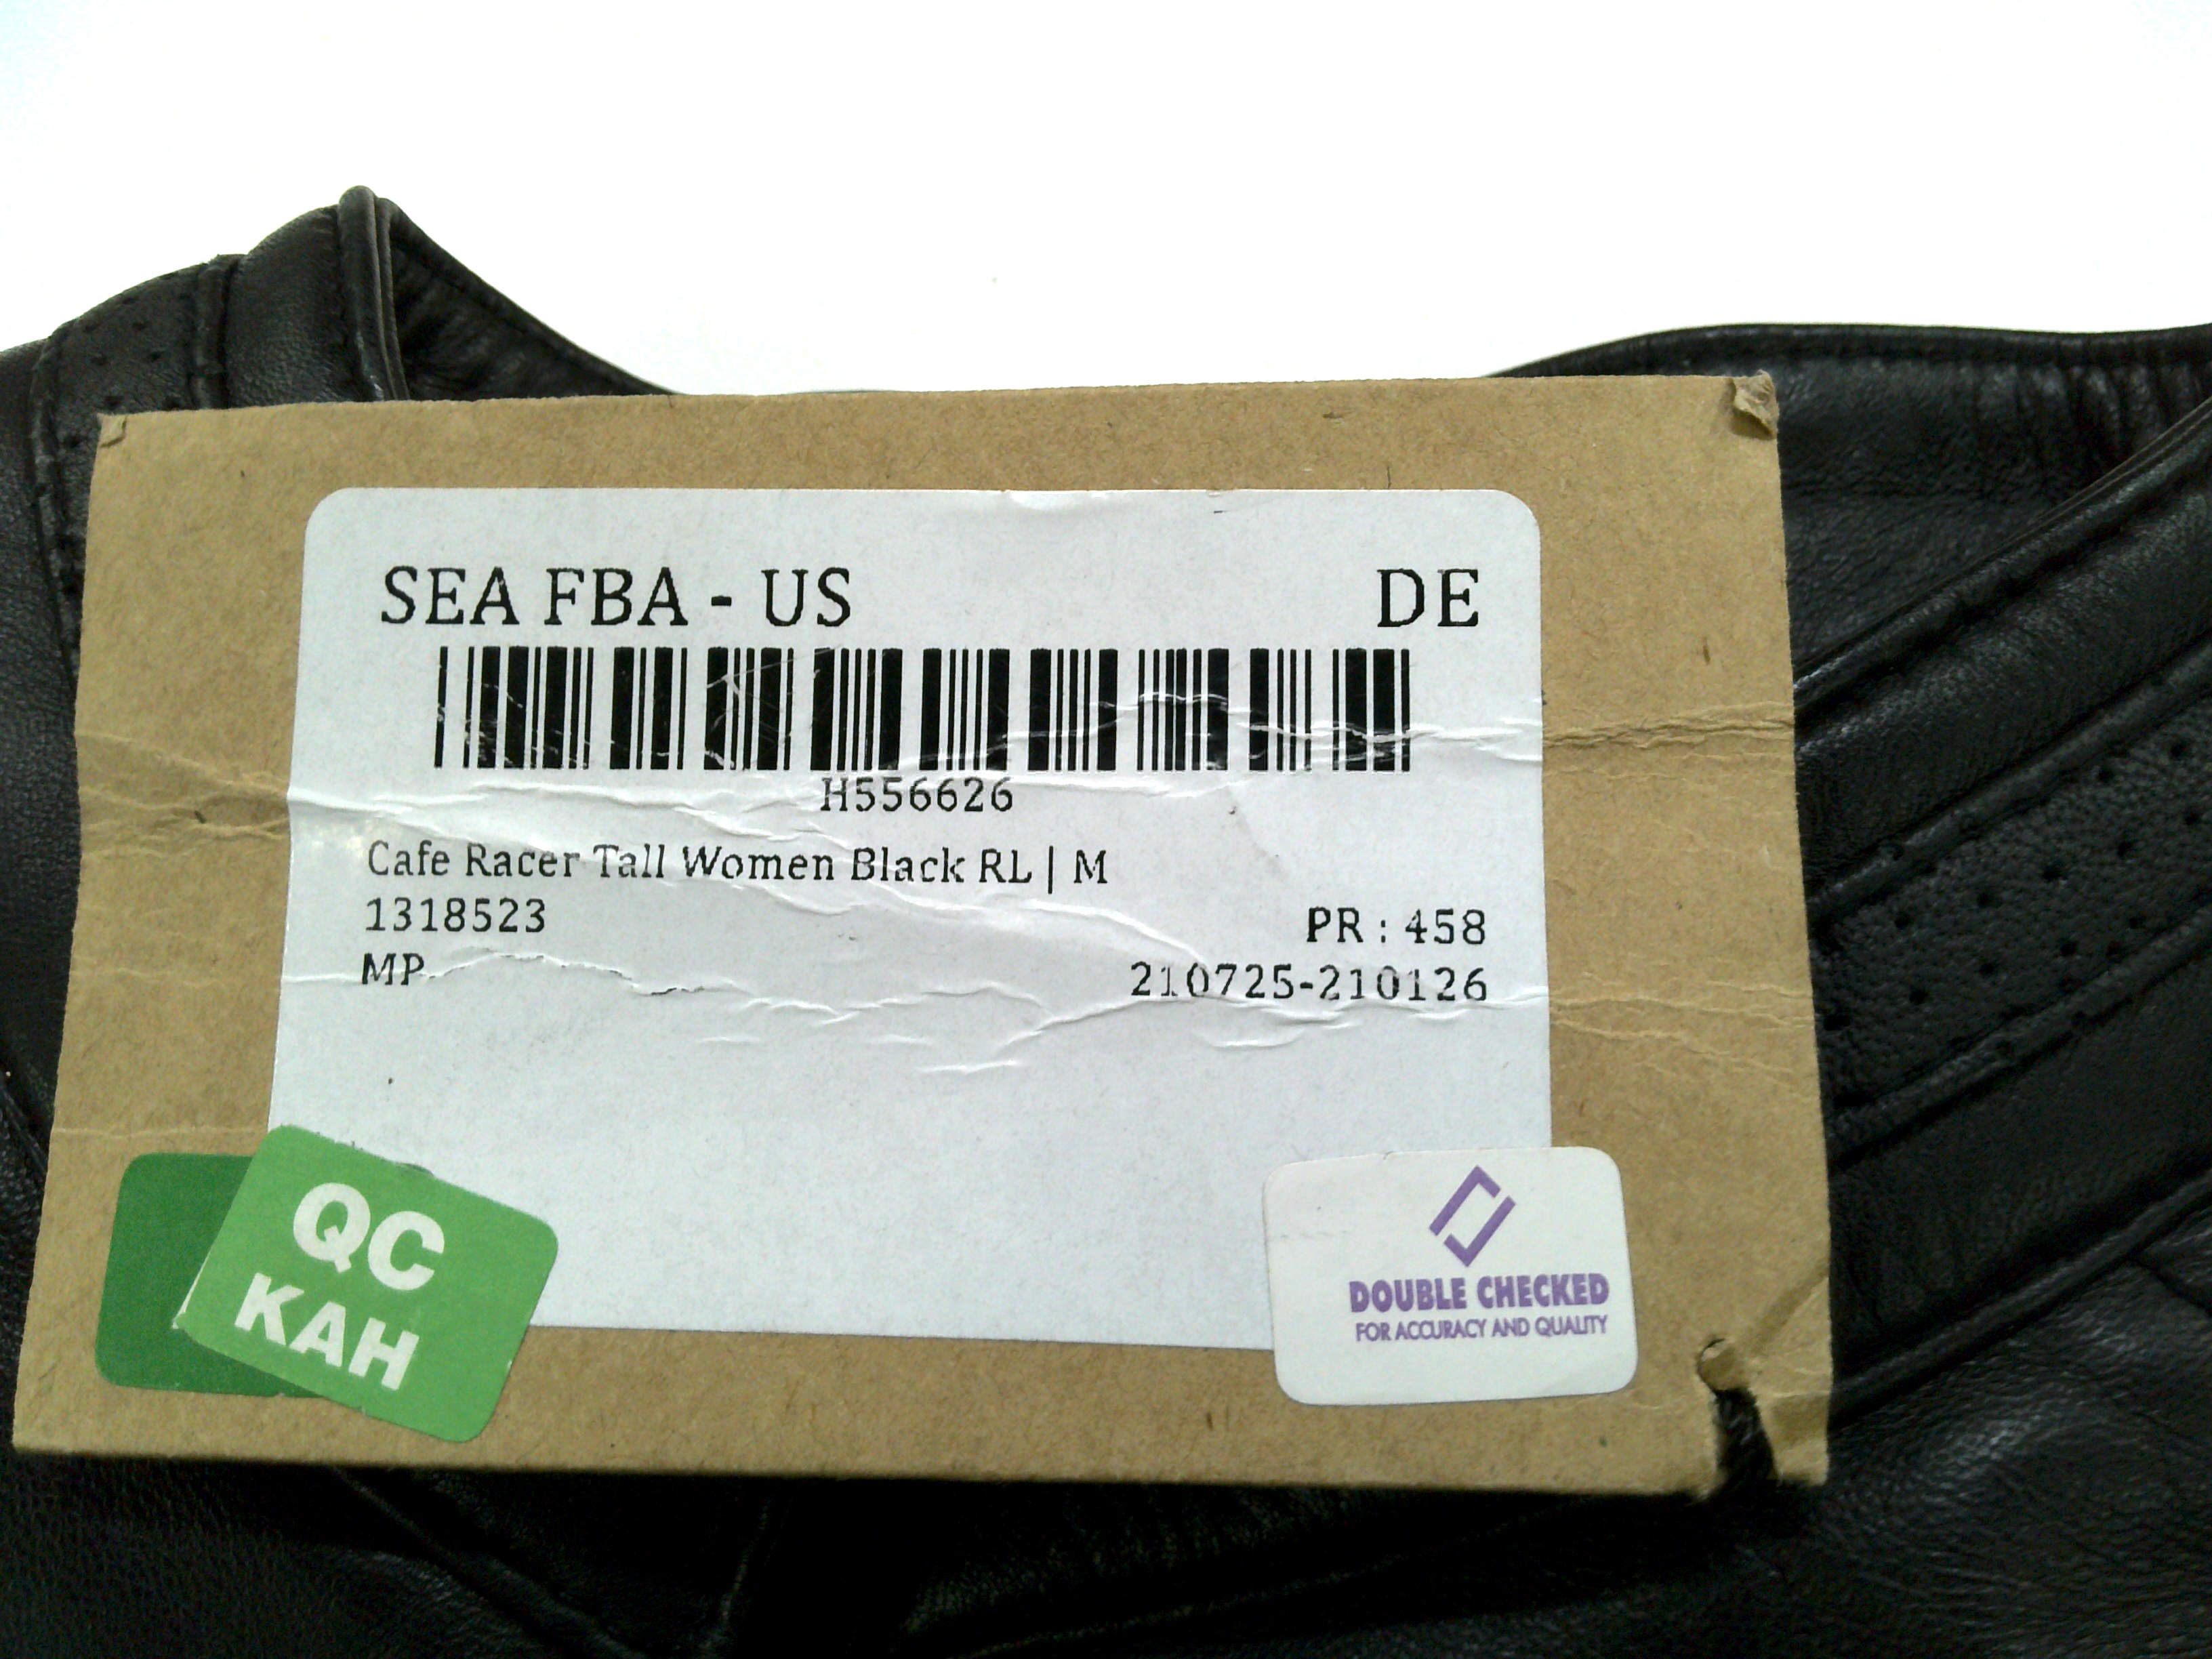 SEA FBA - US DE
H556626
Cafe Racer Tall Women Black RL | M
1318523 PR : 458
MP 210725-210126
QC
KAH
DOUBLE CHECKED
FOR ACCURACY AND QUALITY